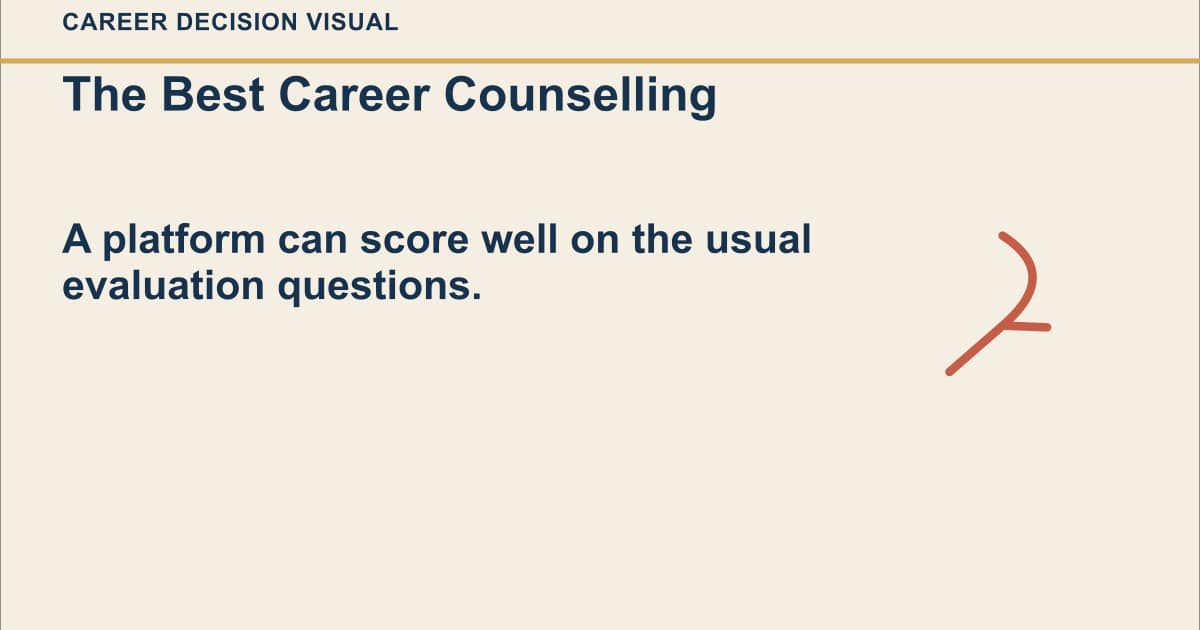 CAREER DECISION VISUAL
The Best Career Counselling
A platform can score well on the usual
evaluation questions.